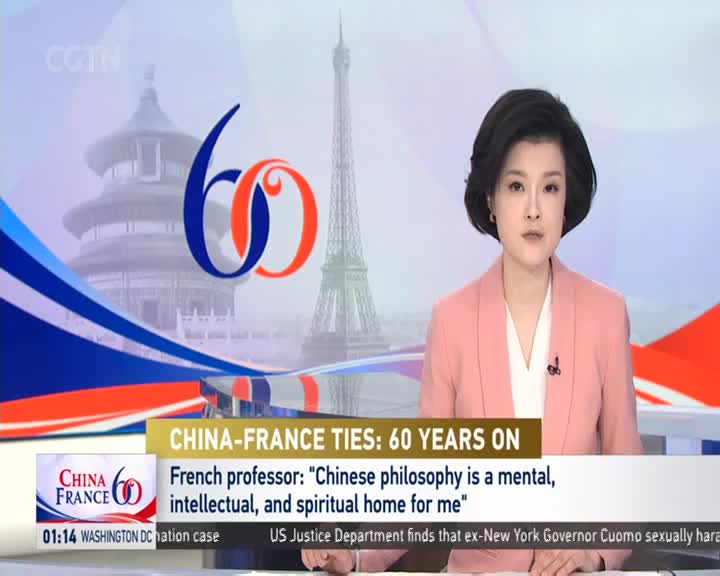 CGTN
60
CHINA-FRANCE TIES: 60 YEARS ON
French professor: "Chinese philosophy is a mental,
intellectual, and spiritual home for me"
CHINA
FRANCE 60
01:14 WASHINGTON DC
nation case US Justice Department finds that ex-New York Governor Cuomo sexually hara